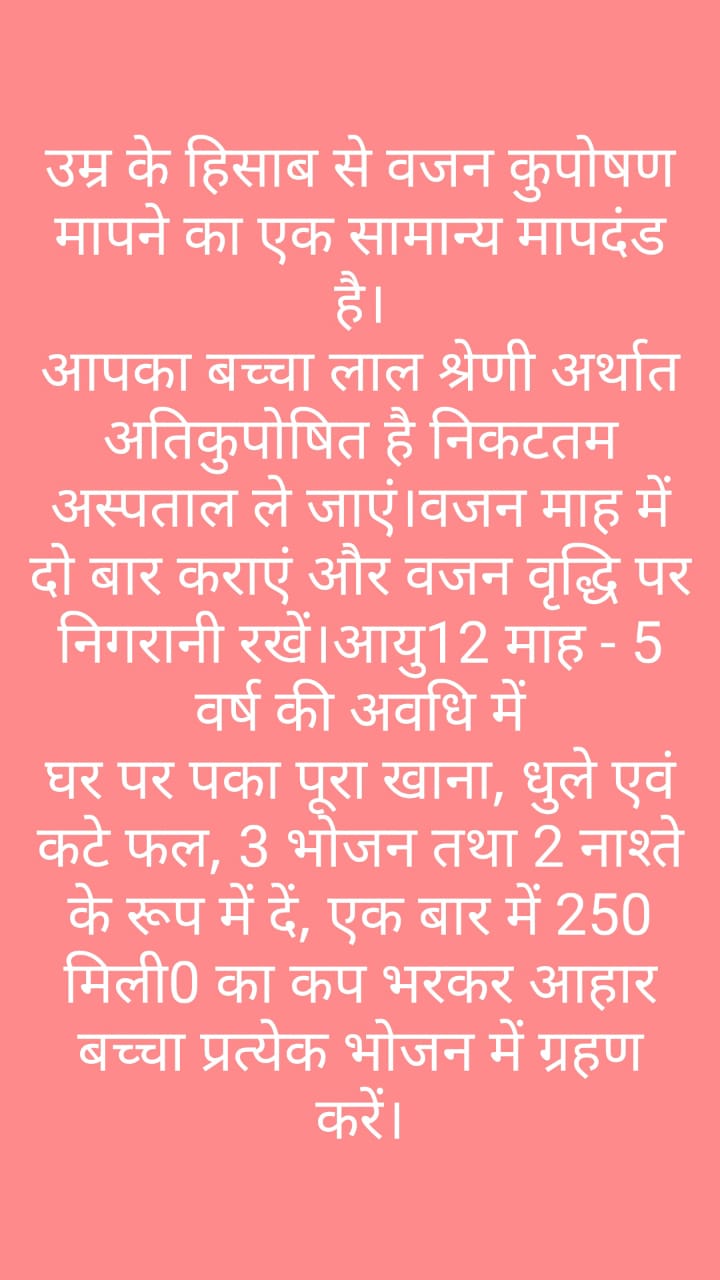 उम्र के हिसाब से वजन कुपोषण
मापने का एक सामान्य मापदंड
है।
आपका बच्चा लाल श्रेणी अर्थात
अतिकुपोषित है निकटतम
अस्पताल ले जाएं।वजन माह में
दो बार कराएं और वजन वृद्धि पर
निगरानी रखें।आयु12 माह - 5
वर्ष की अवधि में
घर पर पका पूरा खाना, धुले एवं
कटे फल, 3 भोजन तथा 2 नाश्ते
के रूप में दें, एक बार में 250
मिली0 का कप भरकर आहार
बच्चा प्रत्येक भोजन में ग्रहण
करें।